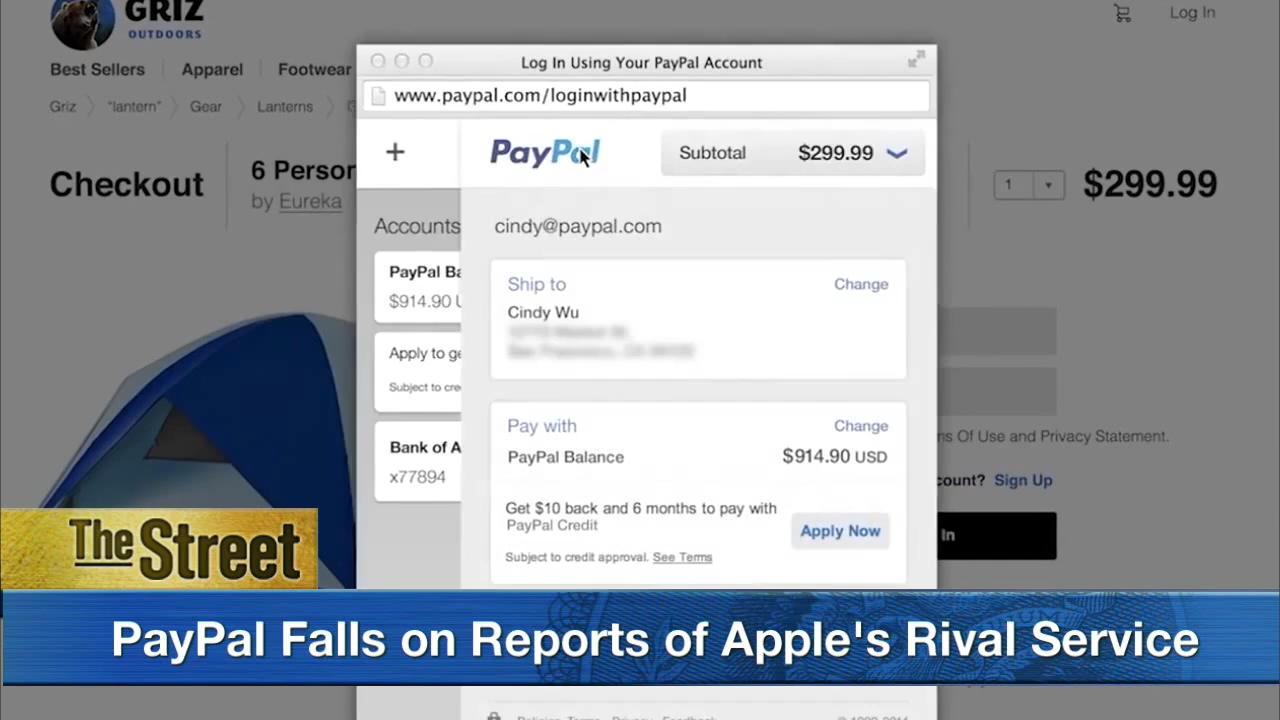 GRIZ
OUTDOORS
Log In
Best Sellers
Apparel
Footwear
Griz
"lantern"
Gear
Lanterns
Checkout
6 Person
by Eureka
1
$299.99
Log In Using Your PayPal Account
www.paypal.com/loginwithpaypal
+
PayPal
Subtotal
$299.99
Accounts
PayPal Ba
$914.90 U
Apply to ge
Subject to cre
Bank of A
x77894
cindy@paypal.com
Ship to
Change
Cindy Wu
Pay with
Change
PayPal Balance
$914.90 USD
Get $10 back and 6 months to pay with
PayPal Credit
Apply Now
Subject to credit approval. See Terms
ms Of Use and Privacy Statement.
count? Sign Up
In
The Street
PayPal Falls on Reports of Apple's Rival Service